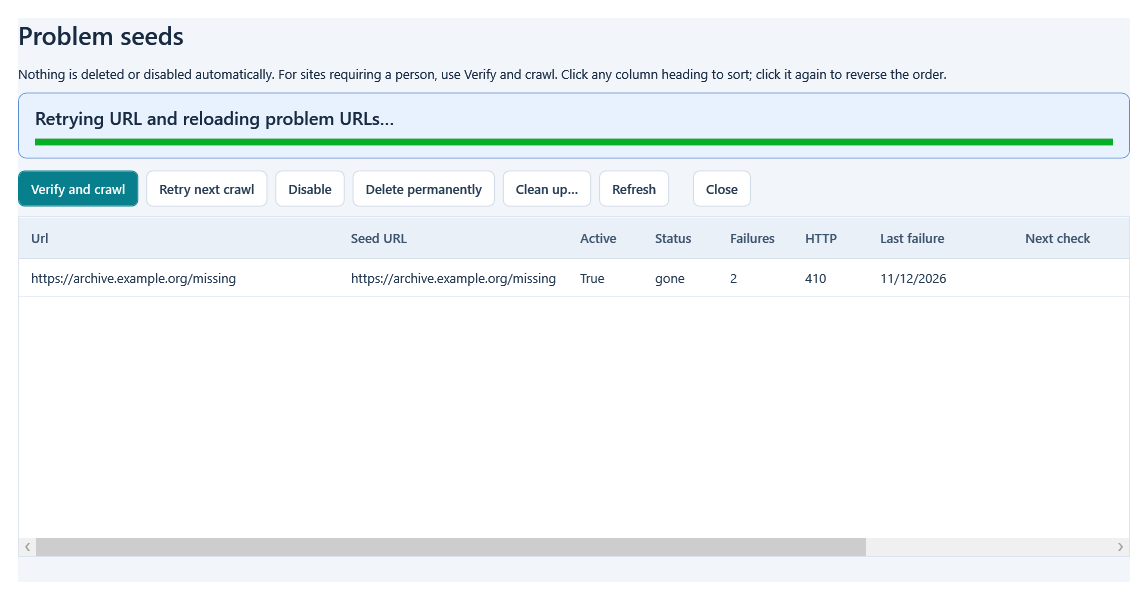 Problem seeds
Nothing is deleted or disabled automatically. For sites requiring a person, use Verify and crawl. Click any column heading to sort; click it again to reverse the order.
Retrying URL and reloading problem URLs...
Verify and crawl Retry next crawl Disable Delete permanently Clean up... Refresh Close
Url Seed URL Active Status Failures HTTP Last failure Next check
https://archive.example.org/missing https://archive.example.org/missing True gone 2 410 11/12/2026